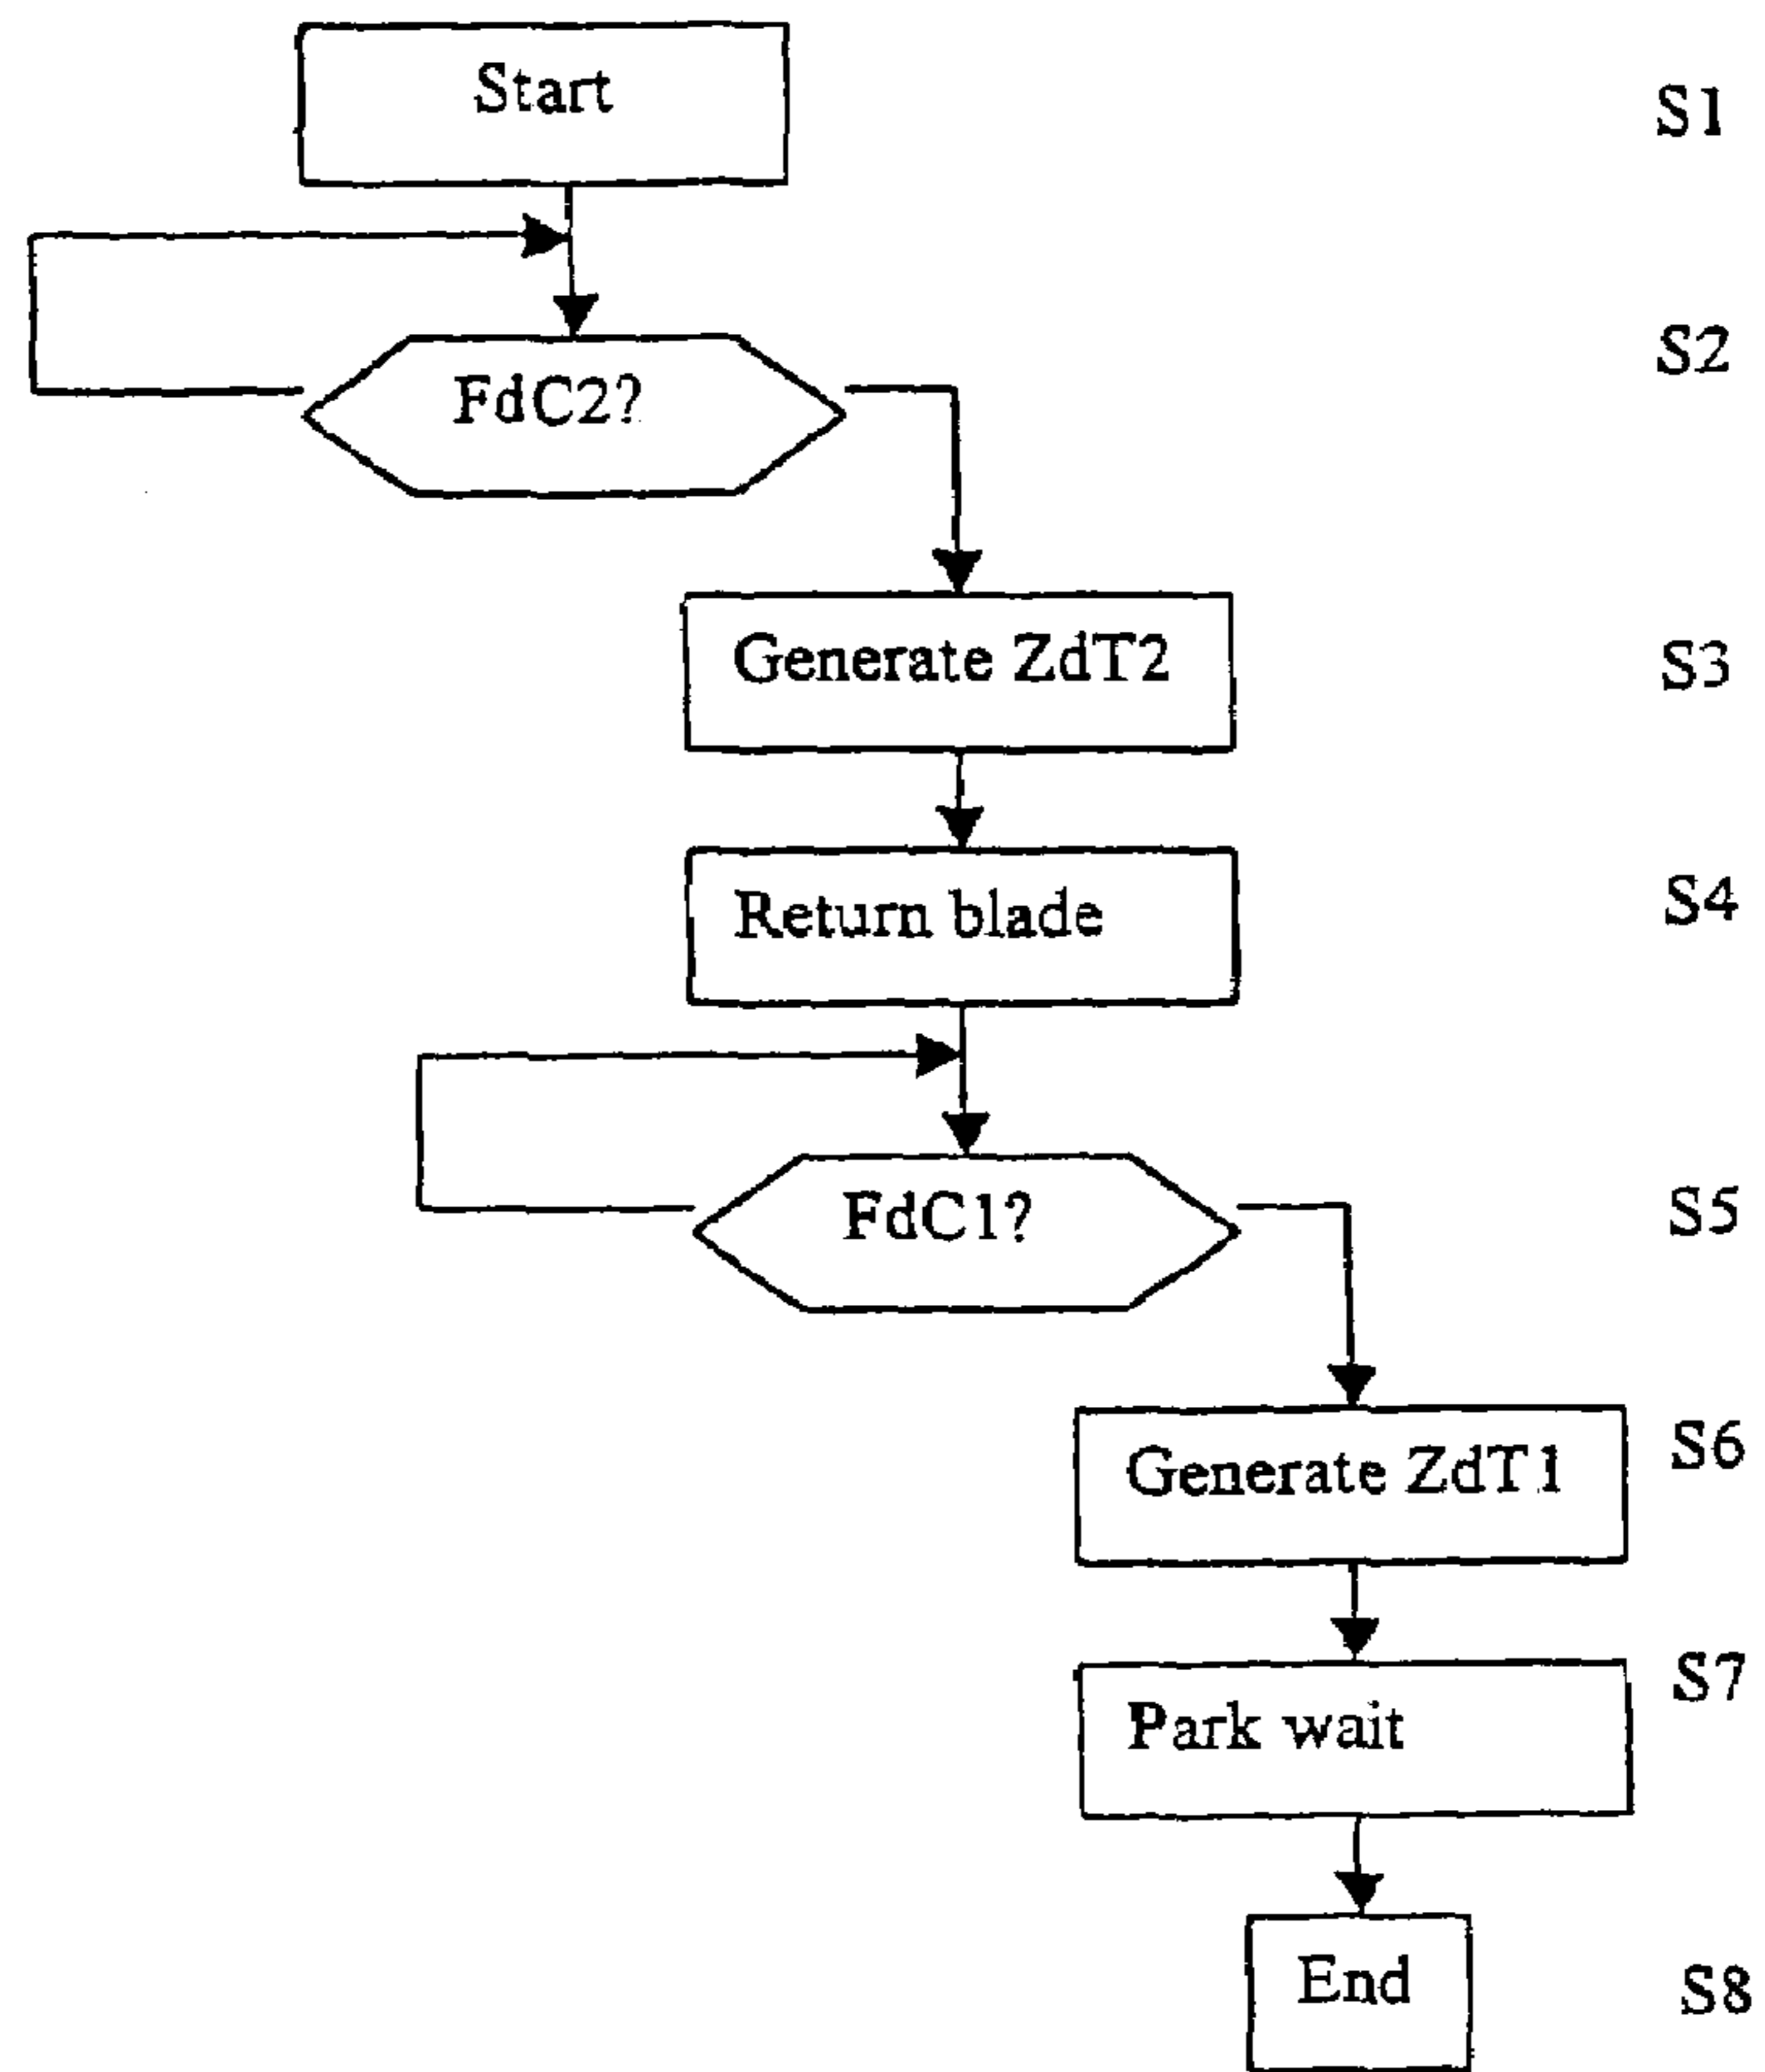 Start
S1
FdC2?
S2
Generate ZdT2
S3
Return blade
S4
FdC1?
S5
Generate ZdT1
S6
Park wait
S7
End
S8